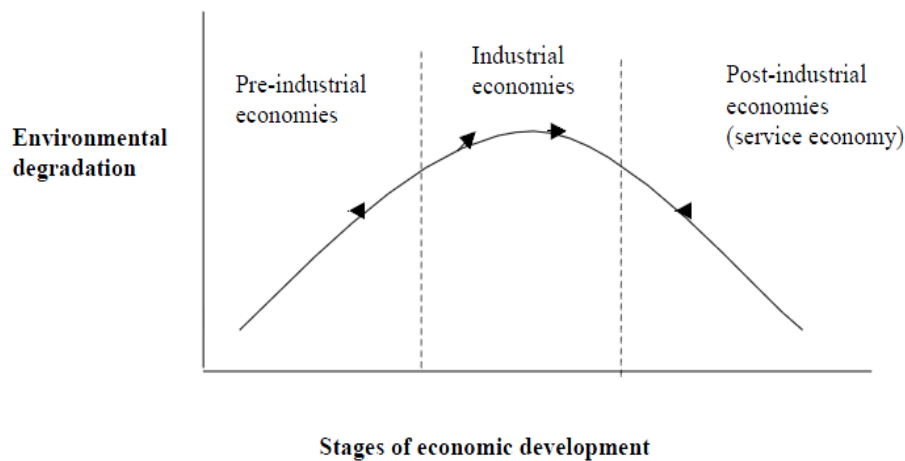 Pre-industrial
economies
Industrial
economies
Post-industrial
economies
(service economy)
Environmental
degradation
Stages of economic development